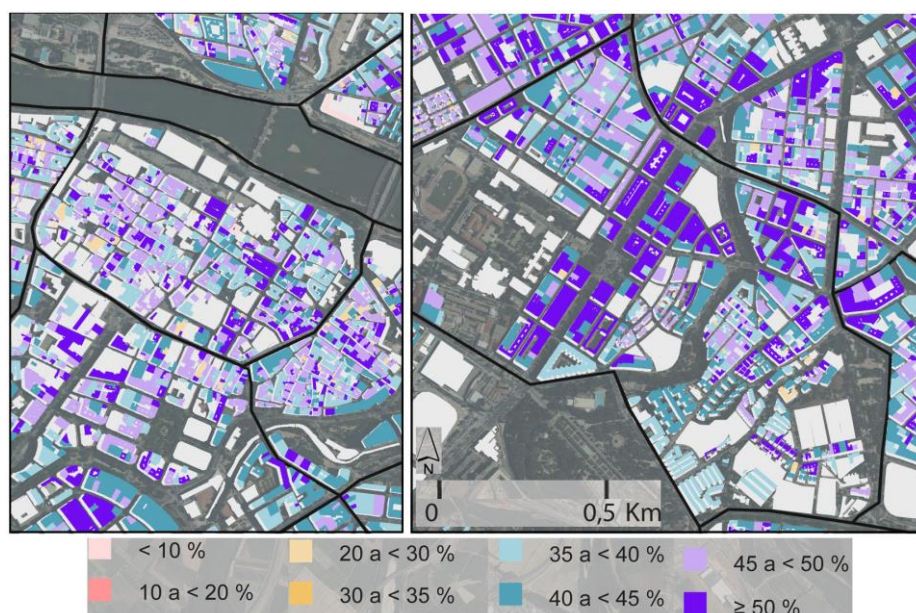 N
0 0,5 Km
< 10 % 20 a < 30 % 35 a < 40 % 45 a < 50 %
10 a < 20 % 30 a < 35 % 40 a < 45 % ≥ 50 %